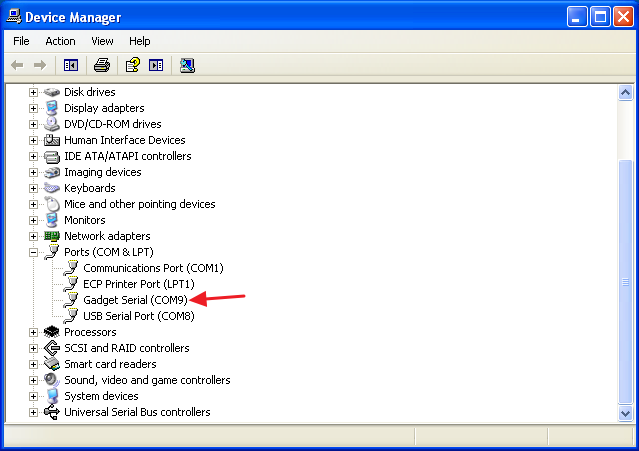 Device Manager
File Action View Help
Disk drives
Display adapters
DVD/CD-ROM drives
Human Interface Devices
IDE ATA/ATAPI controllers
Imaging devices
Keyboards
Mice and other pointing devices
Monitors
Network adapters
Ports (COM & LPT)
Communications Port (COM1)
ECP Printer Port (LPT1)
Gadget Serial (COM9)
USB Serial Port (COM8)
Processors
SCSI and RAID controllers
Smart card readers
Sound, video and game controllers
System devices
Universal Serial Bus controllers